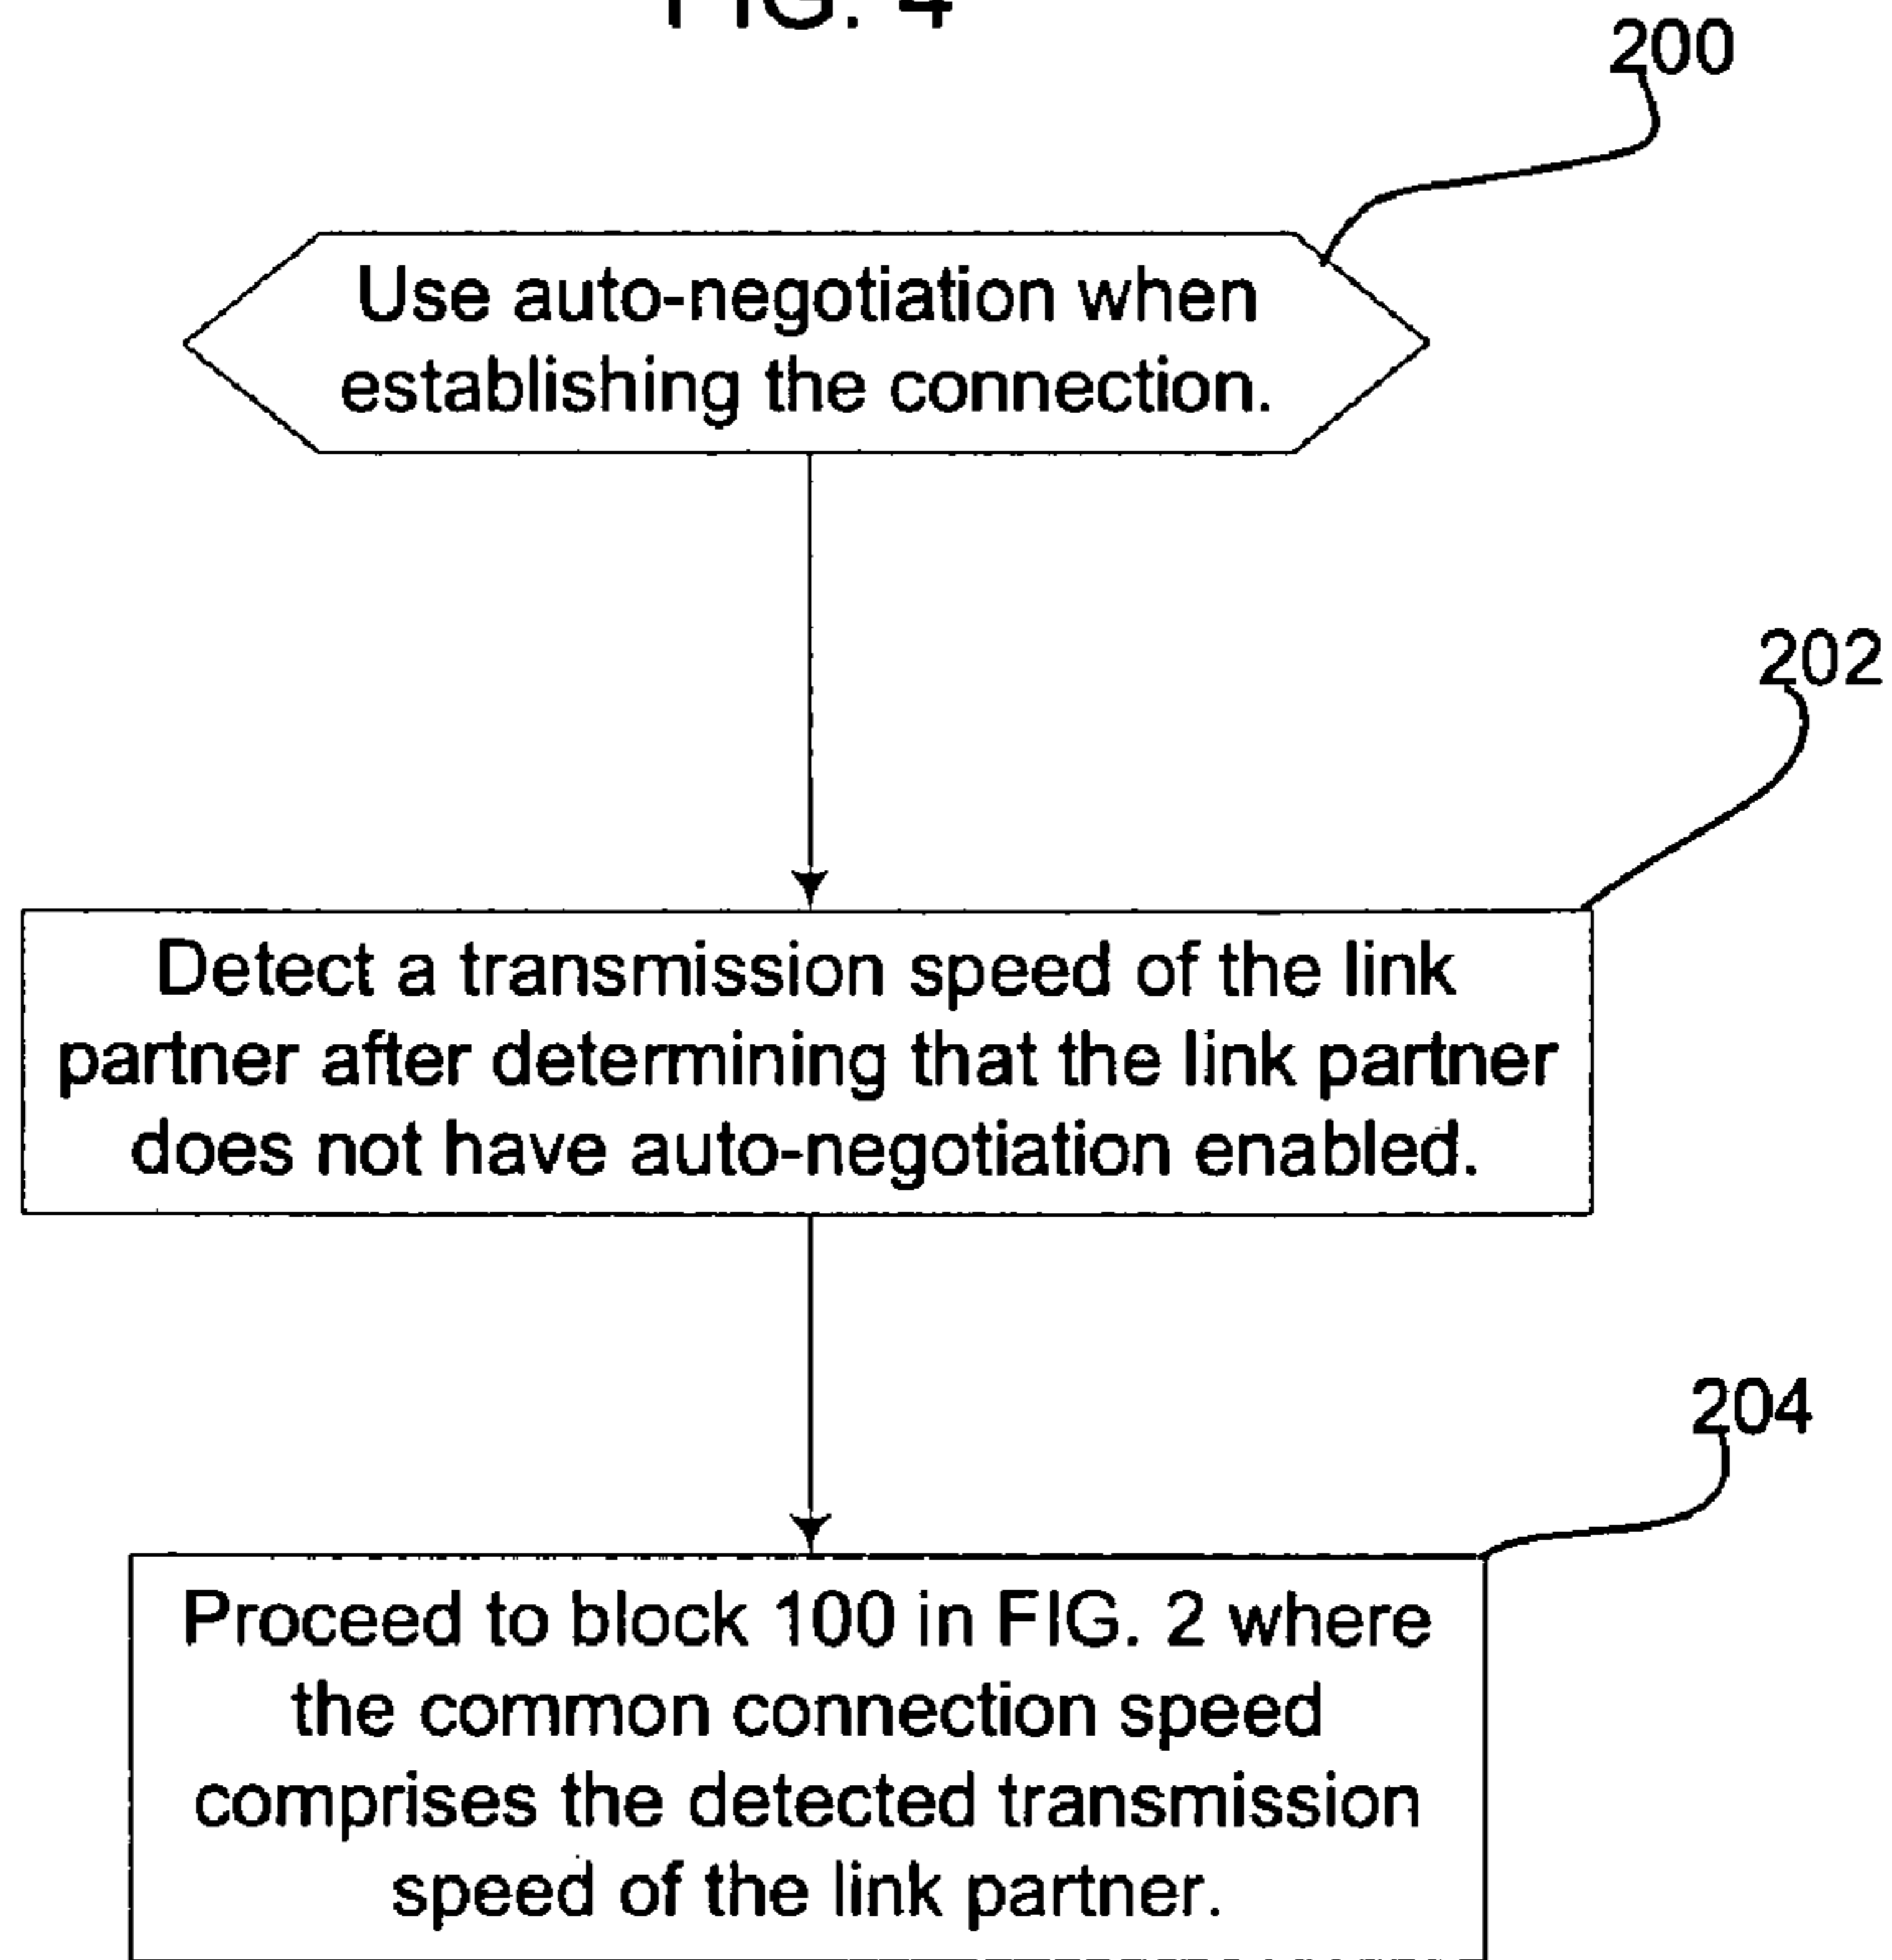 FIG. 4
200
Use auto-negotiation when
establishing the connection.
202
Detect a transmission speed of the link
partner after determining that the link partner
does not have auto-negotiation enabled.
204
Proceed to block 100 in FIG. 2 where
the common connection speed
comprises the detected transmission
speed of the link partner.